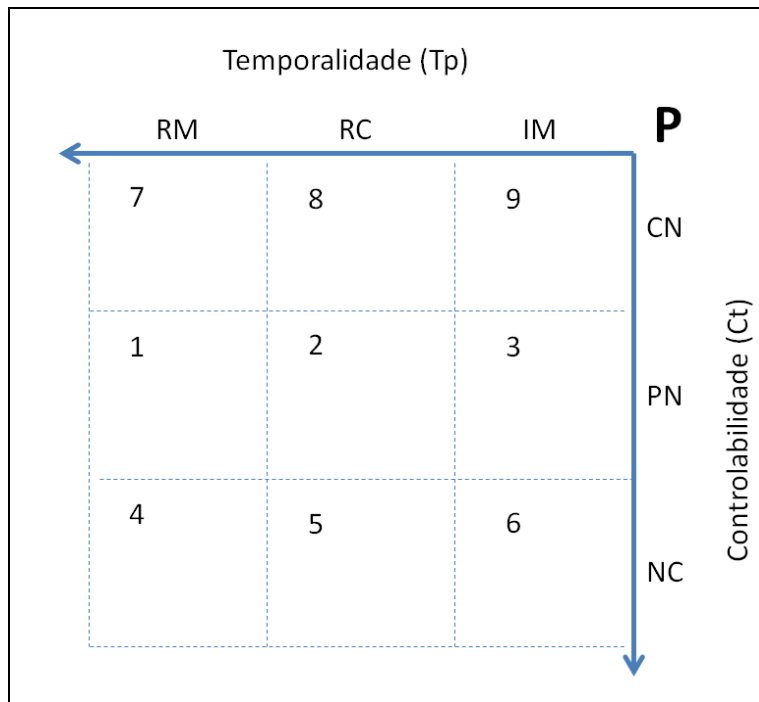 Temporalidade (Tp)
RM RC IM P
7 8 9 CN
1 2 3 PN
4 5 6 NC
Controlabilidade (Ct)